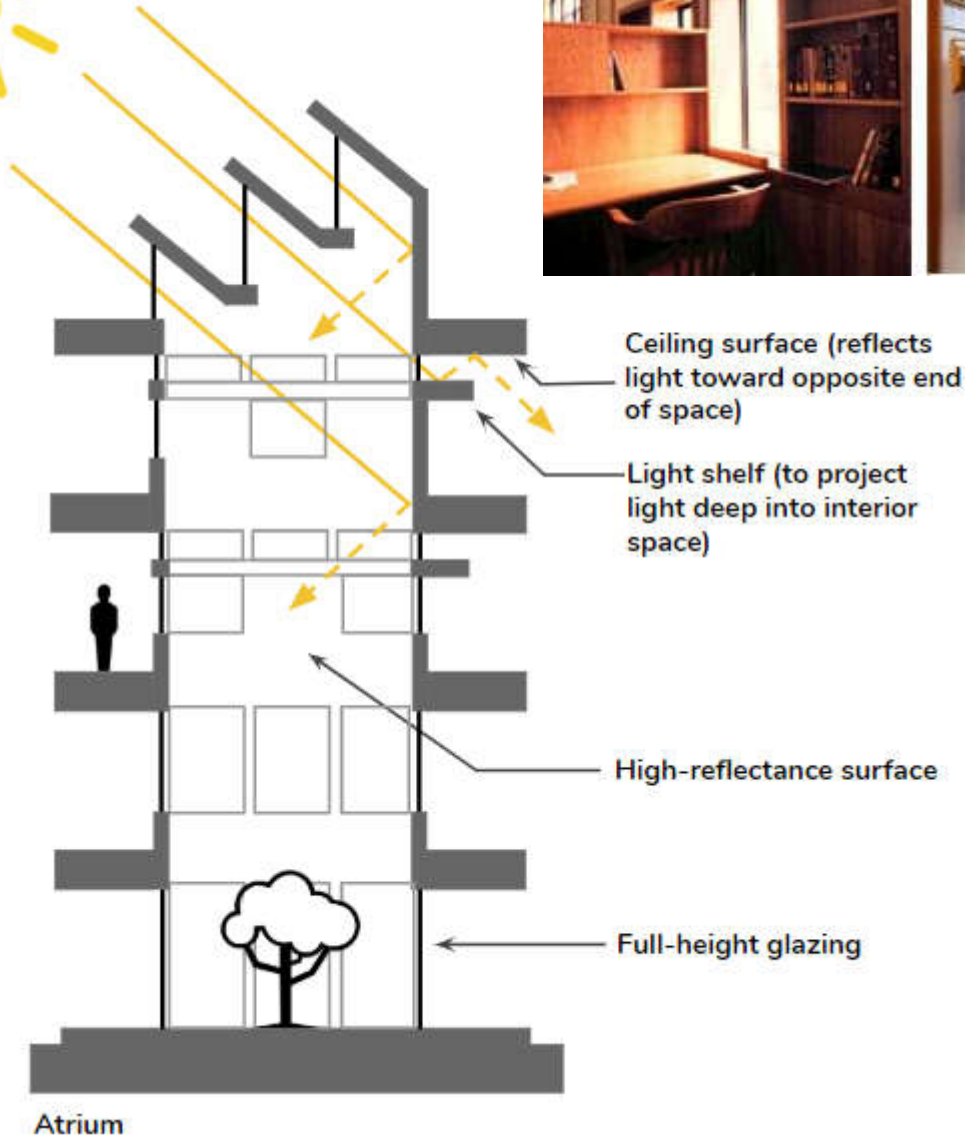 Ceiling surface (reflects
light toward opposite end
of space)
Light shelf (to project
light deep into interior
space)
High-reflectance surface
Full-height glazing
Atrium